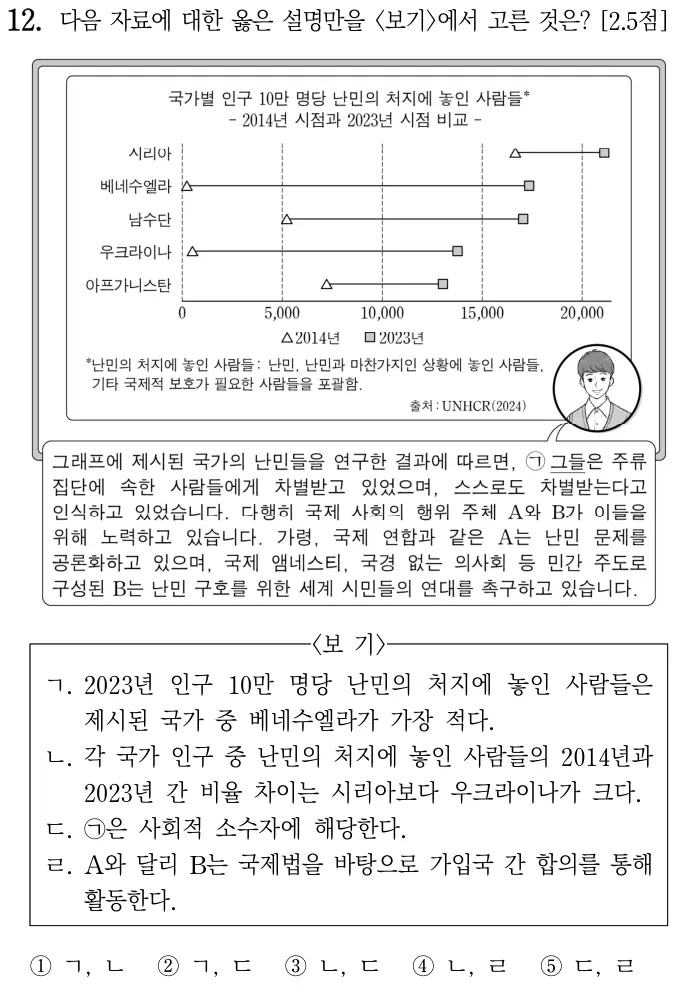 12. 다음 자료에 대한 옳은 설명만을 〈보기〉에서 고른 것은? [2.5점]
국가별 인구 10만 명당 난민의 처지에 놓인 사람들*
- 2014년 시점과 2023년 시점 비교 -
시리아
베네수엘라
남수단
우크라이나
아프가니스탄
0 5,000 10,000 15,000 20,000
△2014년 ■2023년
*난민의 처지에 놓인 사람들: 난민, 난민과 마찬가지인 상황에 놓인 사람들,
기타 국제적 보호가 필요한 사람들을 포괄함.
출처: UNHCR(2024)
그래프에 제시된 국가의 난민들을 연구한 결과에 따르면, ㉠ 그들은 주류
집단에 속한 사람들에게 차별받고 있었으며, 스스로도 차별받는다고
인식하고 있었습니다. 다행히 국제 사회의 행위 주체 A와 B가 이들을
위해 노력하고 있습니다. 가령, 국제 연합과 같은 A는 난민 문제를
공론화하고 있으며, 국제 앰네스티, 국경 없는 의사회 등 민간 주도로
구성된 B는 난민 구호를 위한 세계 시민들의 연대를 촉구하고 있습니다.
〈보 기〉
ㄱ. 2023년 인구 10만 명당 난민의 처지에 놓인 사람들은
제시된 국가 중 베네수엘라가 가장 적다.
ㄴ. 각 국가 인구 중 난민의 처지에 놓인 사람들의 2014년과
2023년 간 비율 차이는 시리아보다 우크라이나가 크다.
ㄷ. ㉠은 사회적 소수자에 해당한다.
ㄹ. A와 달리 B는 국제법을 바탕으로 가입국 간 합의를 통해
활동한다.
① ㄱ, ㄴ ② ㄱ, ㄷ ③ ㄴ, ㄷ ④ ㄴ, ㄹ ⑤ ㄷ, ㄹ